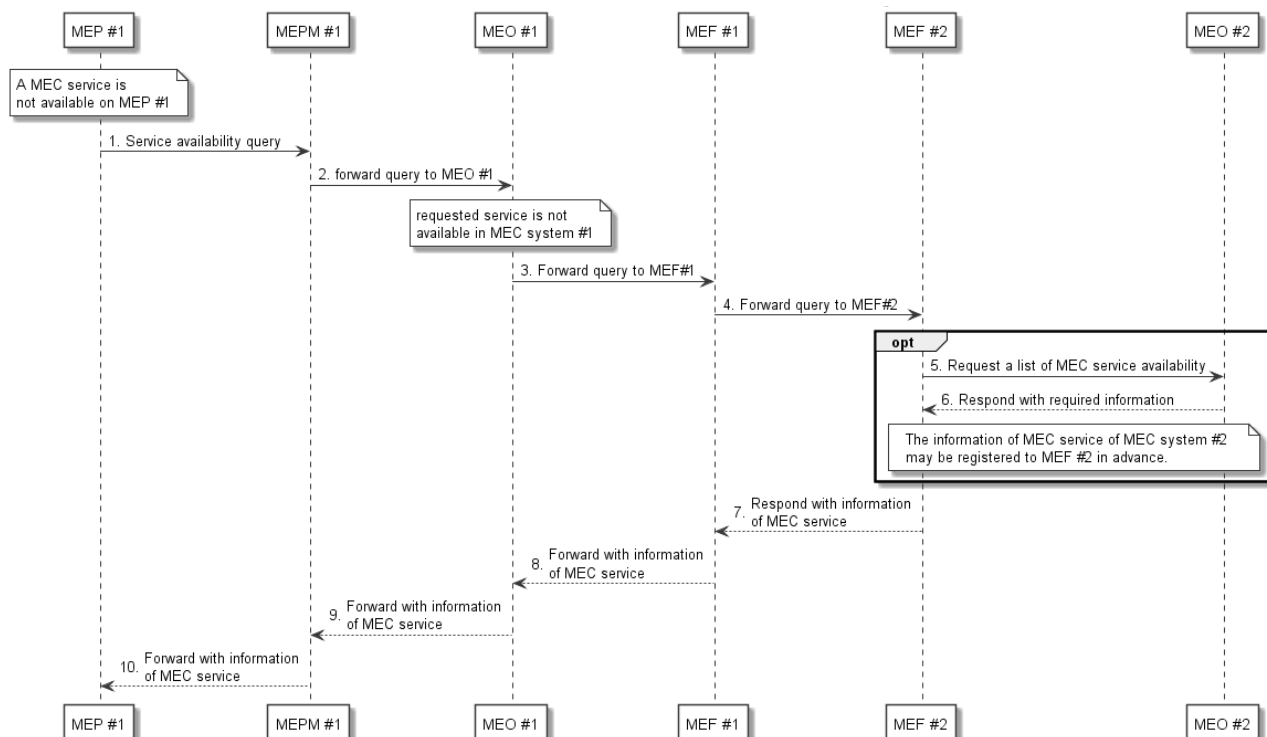 MEP #1
MEPM #1
MEO #1
MEF #1
MEF #2
MEO #2
A MEC service is
not available on MEP #1
1. Service availability query
2. forward query to MEO #1
requested service is not
available in MEC system #1
3. Forward query to MEF#1
4. Forward query to MEF#2
opt
5. Request a list of MEC service availability
6. Respond with required information
The information of MEC service of MEC system #2
may be registered to MEF #2 in advance.
7. Respond with information
of MEC service
8. Forward with information
of MEC service
9. Forward with information
of MEC service
10. Forward with information
of MEC service
MEP #1
MEPM #1
MEO #1
MEF #1
MEF #2
MEO #2